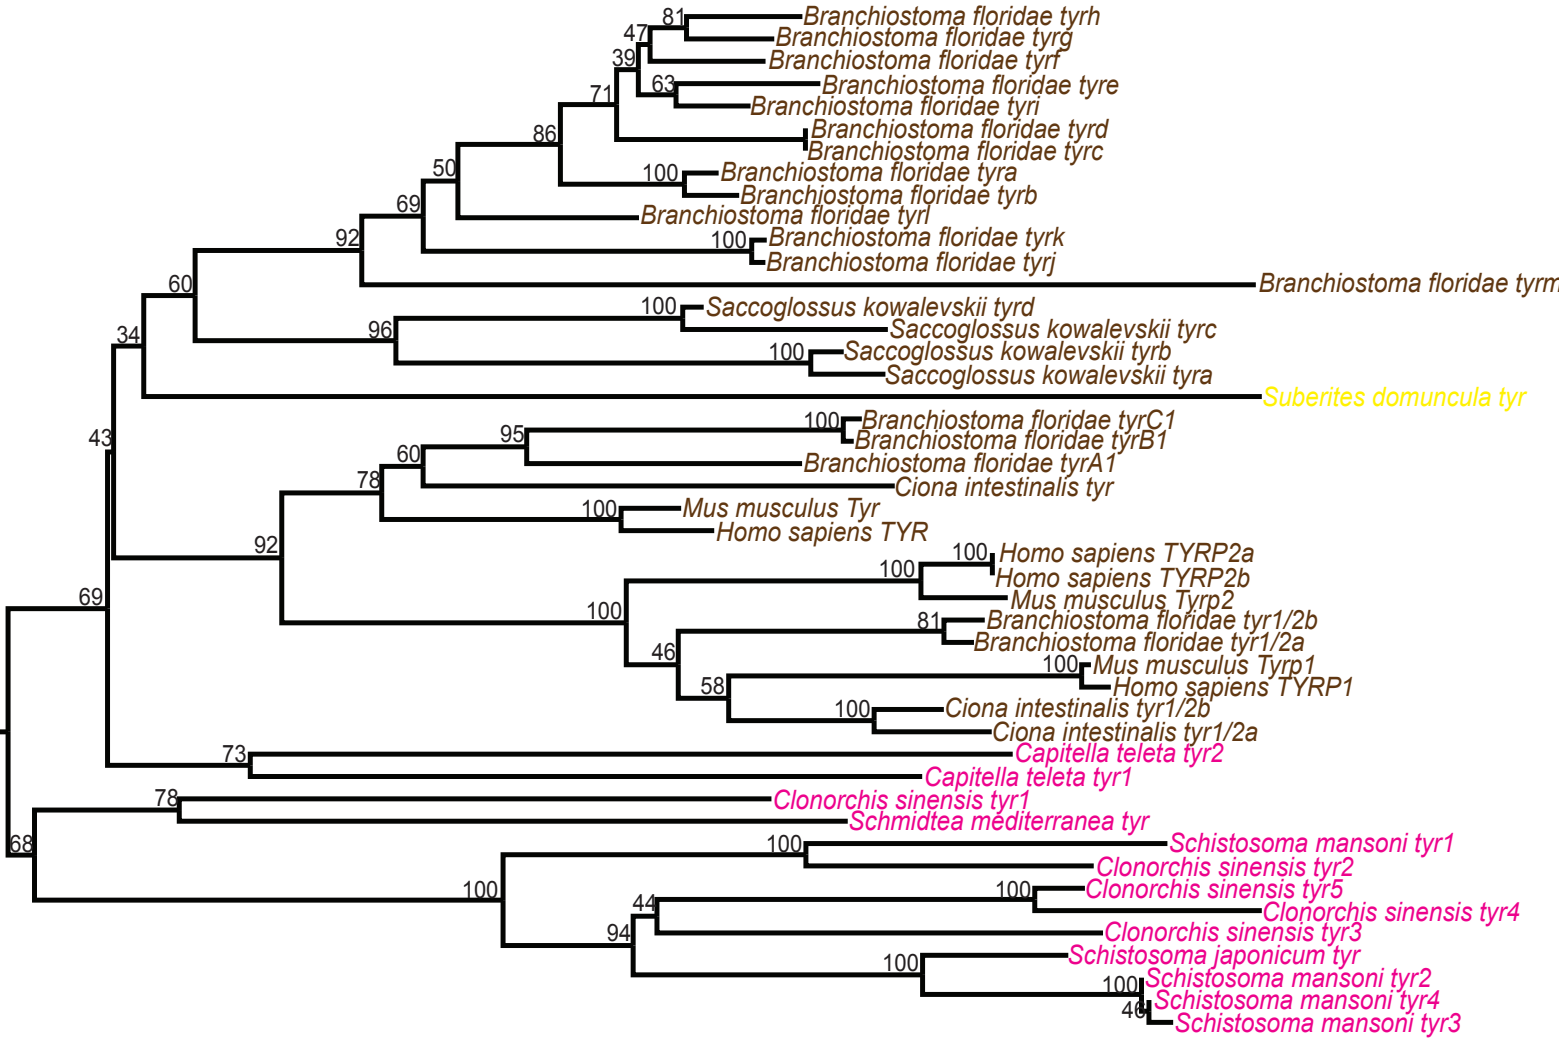 81 Branchiostoma floridae tyrh
47 Branchiostoma floridae tyrg
39 Branchiostoma floridae tyrf
63 Branchiostoma floridae tyre
71 Branchiostoma floridae tyri
86 Branchiostoma floridae tyrd
Branchiostoma floridae tyrc
50 100 Branchiostoma floridae tyra
Branchiostoma floridae tyrb
69 Branchiostoma floridae tyrl
92 100 Branchiostoma floridae tyrk
Branchiostoma floridae tyrj
60 Branchiostoma floridae tyrm
100 Saccoglossus kowalevskii tyrd
34 96 Saccoglossus kowalevskii tyrc
100 Saccoglossus kowalevskii tyrb
Saccoglossus kowalevskii tyra
Suberites domuncula tyr
100 Branchiostoma floridae tyrC1
43 95 Branchiostoma floridae tyrB1
60 Branchiostoma floridae tyrA1
78 Ciona intestinalis tyr
100 Mus musculus Tyr
Homo sapiens TYR
92 100 Homo sapiens TYRP2a
100 Homo sapiens TYRP2b
69 Mus musculus Tyrp2
100 81 Branchiostoma floridae tyr1/2b
Branchiostoma floridae tyr1/2a
46 100 Mus musculus Tyrp1
58 Homo sapiens TYRP1
100 Ciona intestinalis tyr1/2b
Ciona intestinalis tyr1/2a
73 Capitella teleta tyr2
Capitella teleta tyr1
78 Clonorchis sinensis tyr1
Schmidtea mediterranea tyr
68 100 Schistosoma mansoni tyr1
Clonorchis sinensis tyr2
100 100 Clonorchis sinensis tyr5
44 Clonorchis sinensis tyr4
94 Clonorchis sinensis tyr3
100 Schistosoma japonicum tyr
100 Schistosoma mansoni tyr2
46 Schistosoma mansoni tyr4
Schistosoma mansoni tyr3